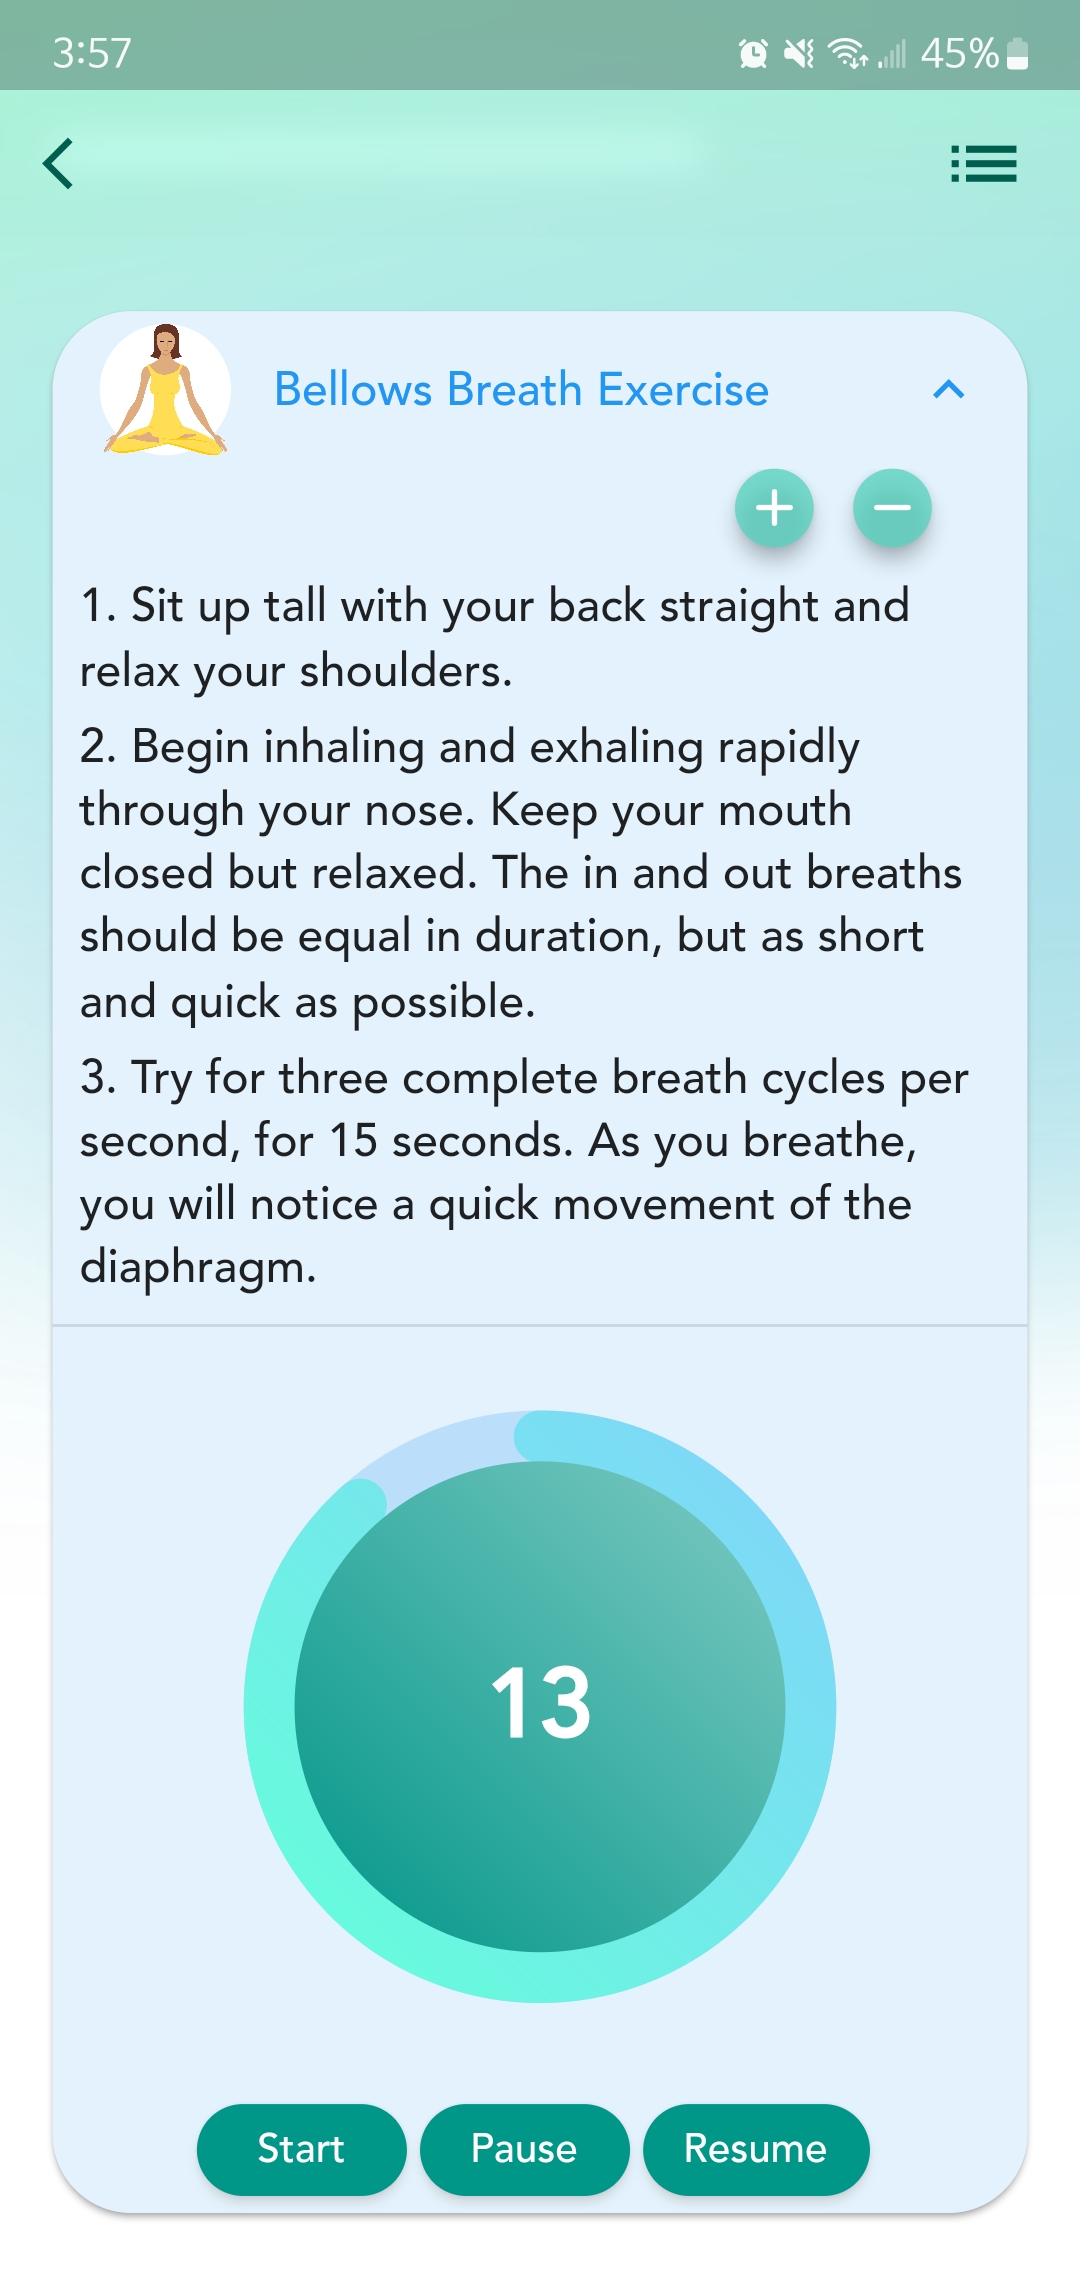 3:57
45%
Bellows Breath Exercise
1. Sit up tall with your back straight and
relax your shoulders.
2. Begin inhaling and exhaling rapidly
through your nose. Keep your mouth
closed but relaxed. The in and out breaths
should be equal in duration, but as short
and quick as possible.
3. Try for three complete breath cycles per
second, for 15 seconds. As you breathe,
you will notice a quick movement of the
diaphragm.
13
Start Pause Resume